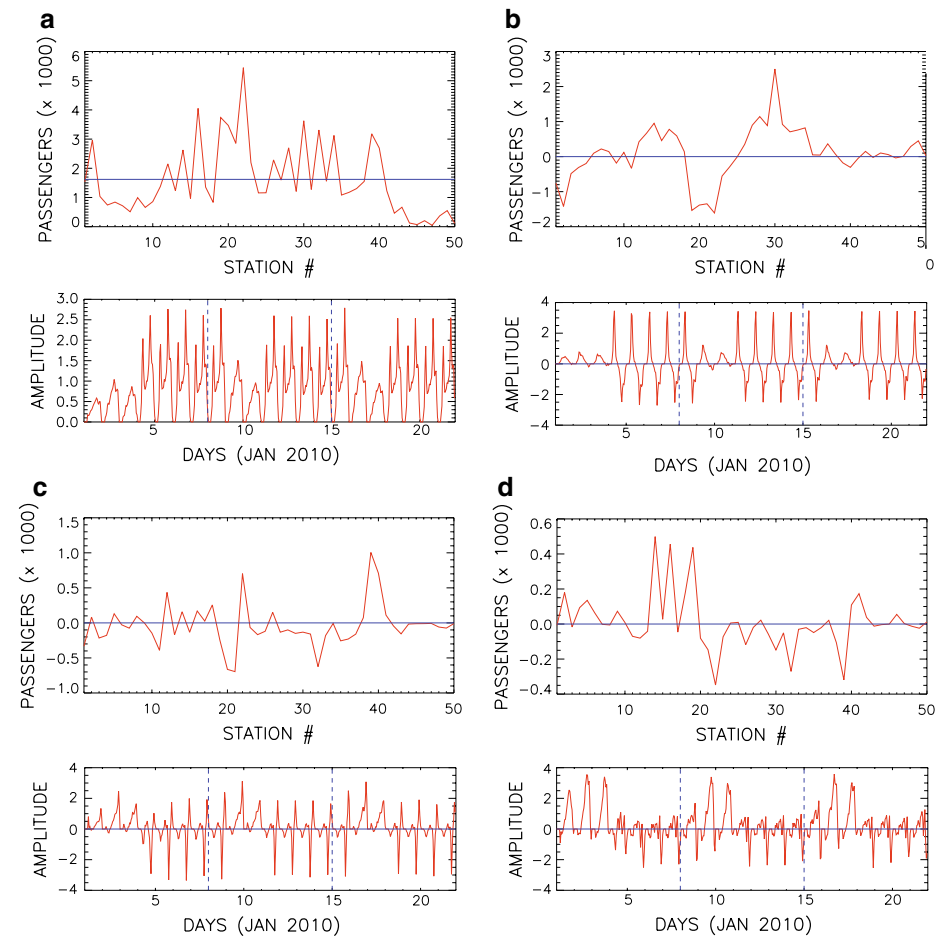 a
b
PASSENGERS (x 1000)
6
5
4
3
2
1
0
10 20 30 40 50
STATION #
PASSENGERS (x 1000)
3
2
1
0
−1
−2
10 20 30 40 5
0
STATION #
AMPLITUDE
3.0
2.5
2.0
1.5
1.0
0.5
0.0
5 10 15 20
DAYS (JAN 2010)
AMPLITUDE
4
2
0
−2
−4
5 10 15 20
DAYS (JAN 2010)
c
d
PASSENGERS (x 1000)
1.5
1.0
0.5
0.0
−0.5
−1.0
10 20 30 40 50
STATION #
PASSENGERS (x 1000)
0.6
0.4
0.2
0.0
−0.2
−0.4
10 20 30 40 50
STATION #
AMPLITUDE
4
2
0
−2
−4
5 10 15 20
DAYS (JAN 2010)
AMPLITUDE
4
2
0
−2
−4
5 10 15 20
DAYS (JAN 2010)